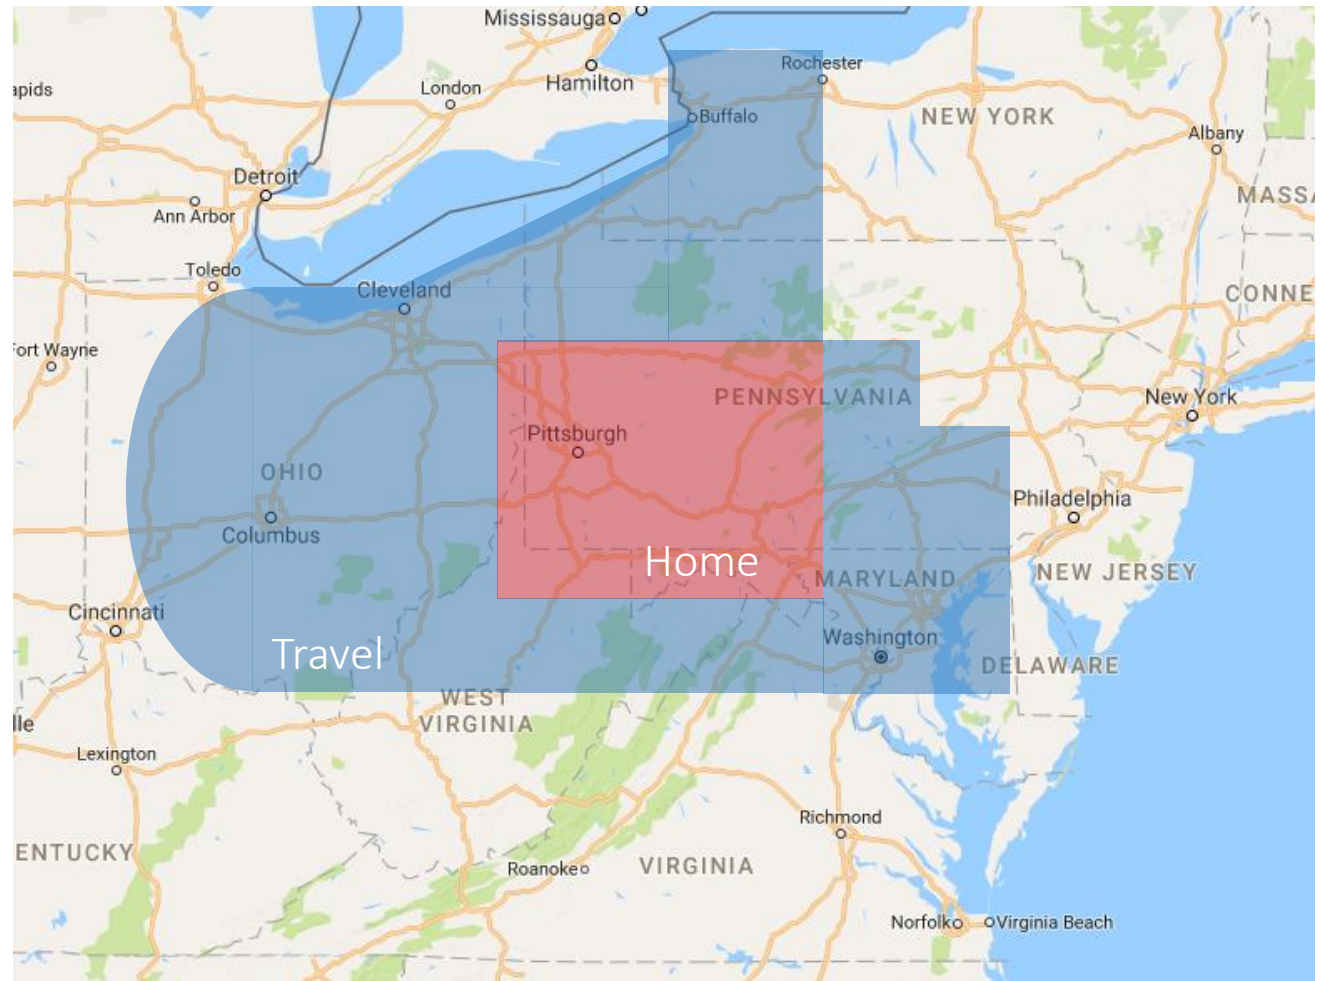 Mississauga
Rochester
Hamilton
apids
London
NEW YORK
Buffalo
Albany
Detroit
MASSA
Ann Arbor
Toledo
Cleveland
CONNE
Fort Wayne
PENNSYLVANIA
New York
Pittsburgh
OHIO
Philadelphia
Columbus
Home
MARYLAND
NEW JERSEY
Cincinnati
Washington
Travel
DELAWARE
WEST
VIRGINIA
lle
Lexington
Richmond
ENTUCKY
Roanoke
VIRGINIA
Norfolk
Virginia Beach